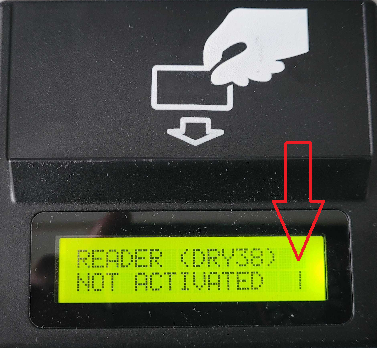 READER (DRY38)
NOT ACTIVATED |